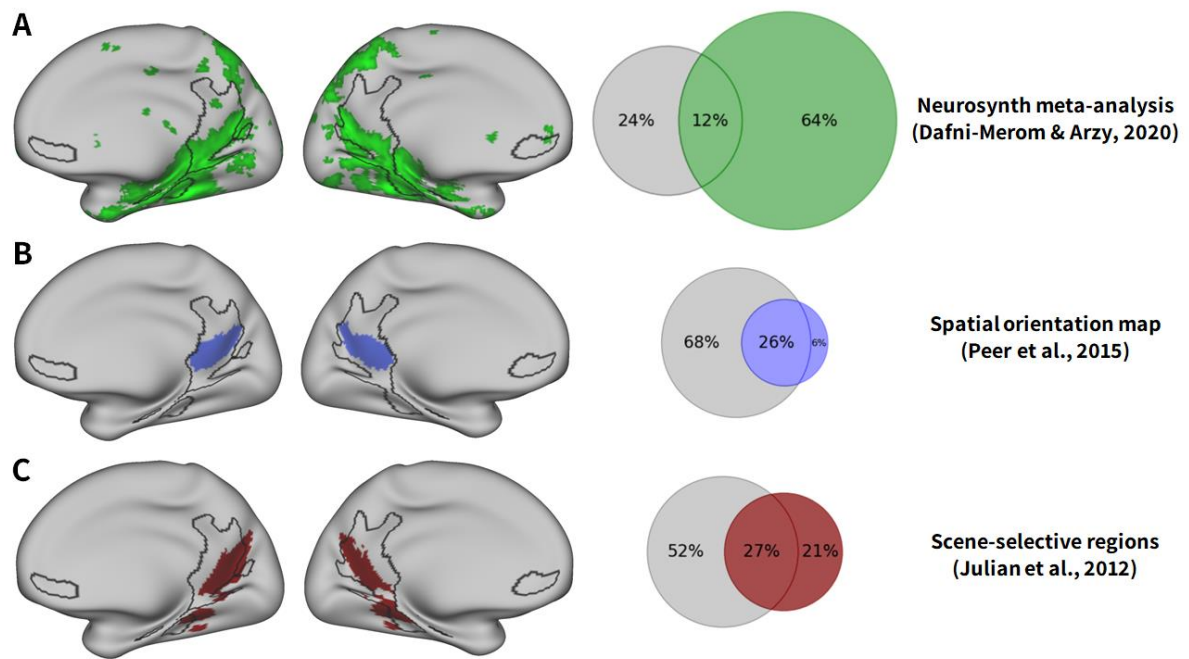 A
24%
12%
64%
Neurosynth meta-analysis
(Dafni-Merom & Arzy, 2020)
B
68%
26%
6%
Spatial orientation map
(Peer et al., 2015)
C
52%
27%
21%
Scene-selective regions
(Julian et al., 2012)